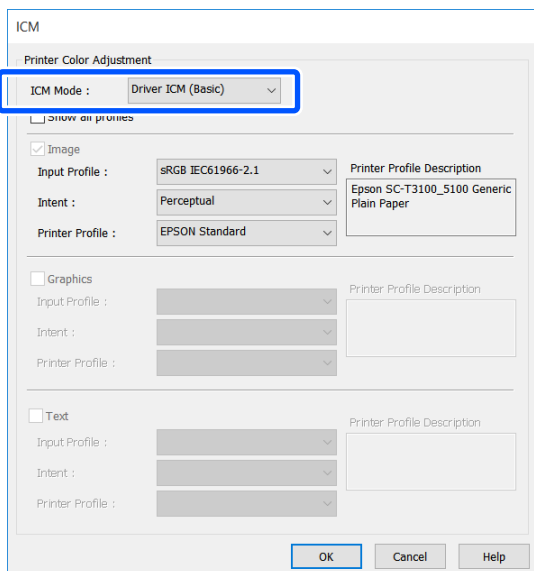 ICM
Printer Color Adjustment
ICM Mode : Driver ICM (Basic)
Show all profiles
Image
Input Profile : sRGB IEC61966-2.1 Printer Profile Description
Intent : Perceptual Epson SC-T3100_5100 Generic
Plain Paper
Printer Profile : EPSON Standard
Graphics
Input Profile : Printer Profile Description
Intent :
Printer Profile :
Text
Input Profile : Printer Profile Description
Intent :
Printer Profile :
OK Cancel Help